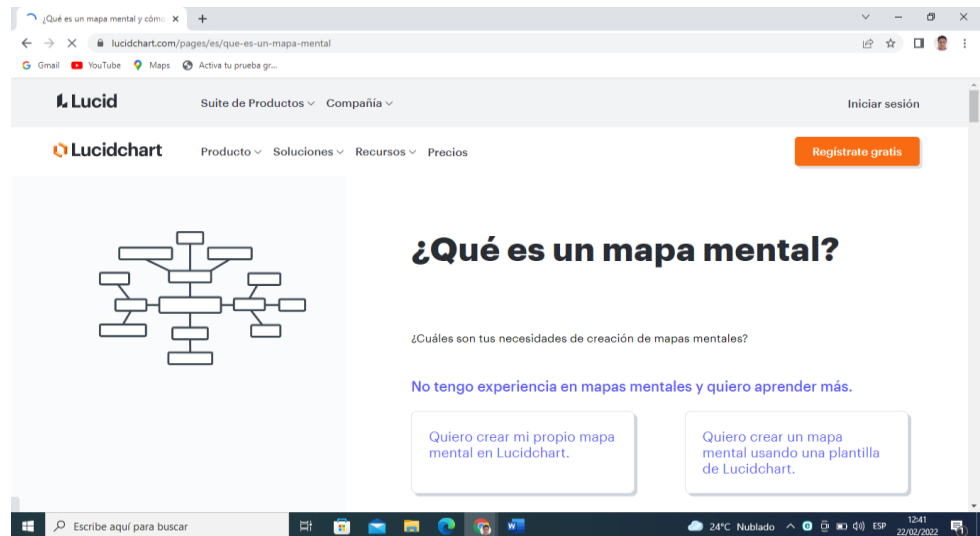 ¿Qué es un mapa mental y cómo
lucidchart.com/pages/es/que-es-un-mapa-mental
Gmail YouTube Maps Activa tu prueba gr...
Lucid Suite de Productos Compañía Iniciar sesión
Lucidchart Producto Soluciones Recursos Precios Regístrate gratis
¿Qué es un mapa mental?
¿Cuáles son tus necesidades de creación de mapas mentales?
No tengo experiencia en mapas mentales y quiero aprender más.
Quiero crear mi propio mapa
mental en Lucidchart.
Quiero crear un mapa
mental usando una plantilla
de Lucidchart.
Escribe aquí para buscar
24°C Nublado
ESP
12:41
22/02/2022